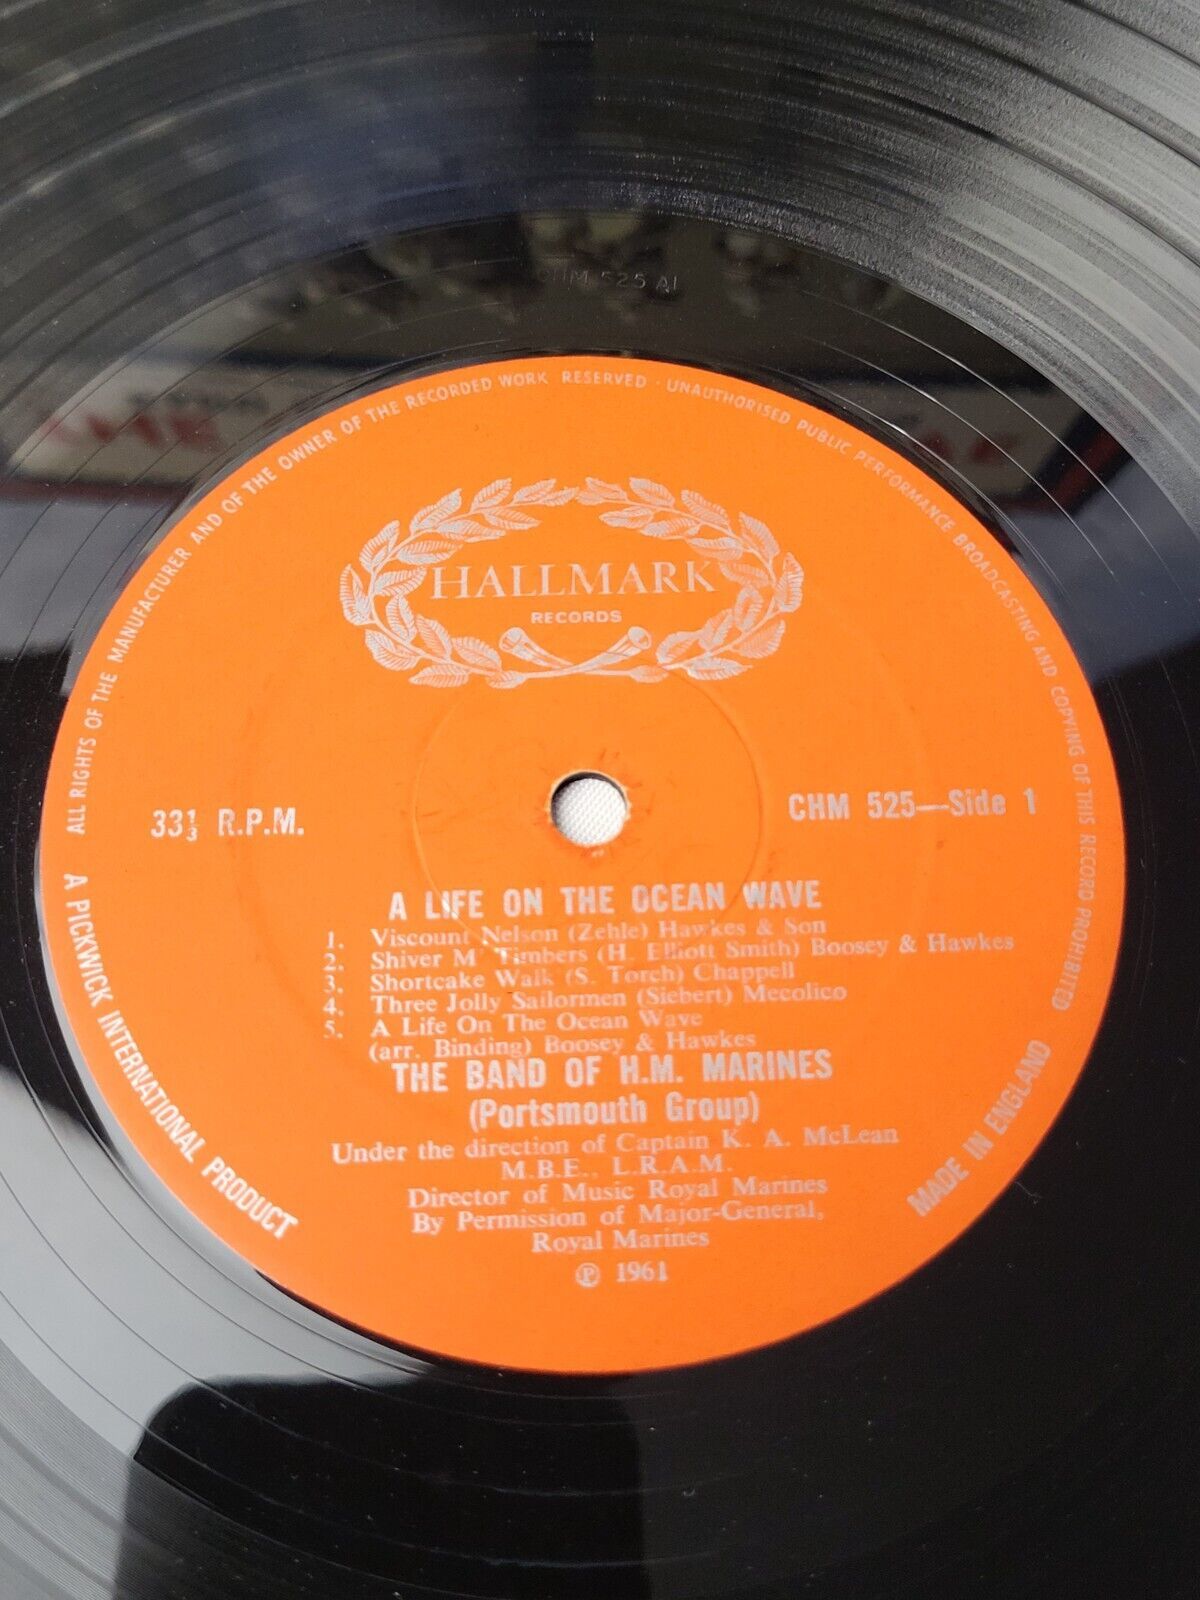 CHM 525 A1
ALL RIGHTS OF THE MANUFACTURER AND OF THE OWNER OF THE RECORDED WORK RESERVED · UNAUTHORISED PUBLIC PERFORMANCE BROADCASTING AND COPYING OF THIS RECORD PROHIBITED
HALLMARK
RECORDS
33⅓ R.P.M.
CHM 525—Side 1
A LIFE ON THE OCEAN WAVE
1. Viscount Nelson (Zehle) Hawkes & Son
2. Shiver M' Timbers (H. Elliott Smith) Boosey & Hawkes
3. Shortcake Walk (S. Torch) Chappell
4. Three Jolly Sailormen (Siebert) Mecolico
5. A Life On The Ocean Wave
(arr. Binding) Boosey & Hawkes
THE BAND OF H.M. MARINES
(Portsmouth Group)
Under the direction of Captain K. A. McLean
M.B.E., L.R.A.M.
Director of Music Royal Marines
By Permission of Major-General,
Royal Marines
℗ 1961
A PICKWICK INTERNATIONAL PRODUCT
MADE IN ENGLAND